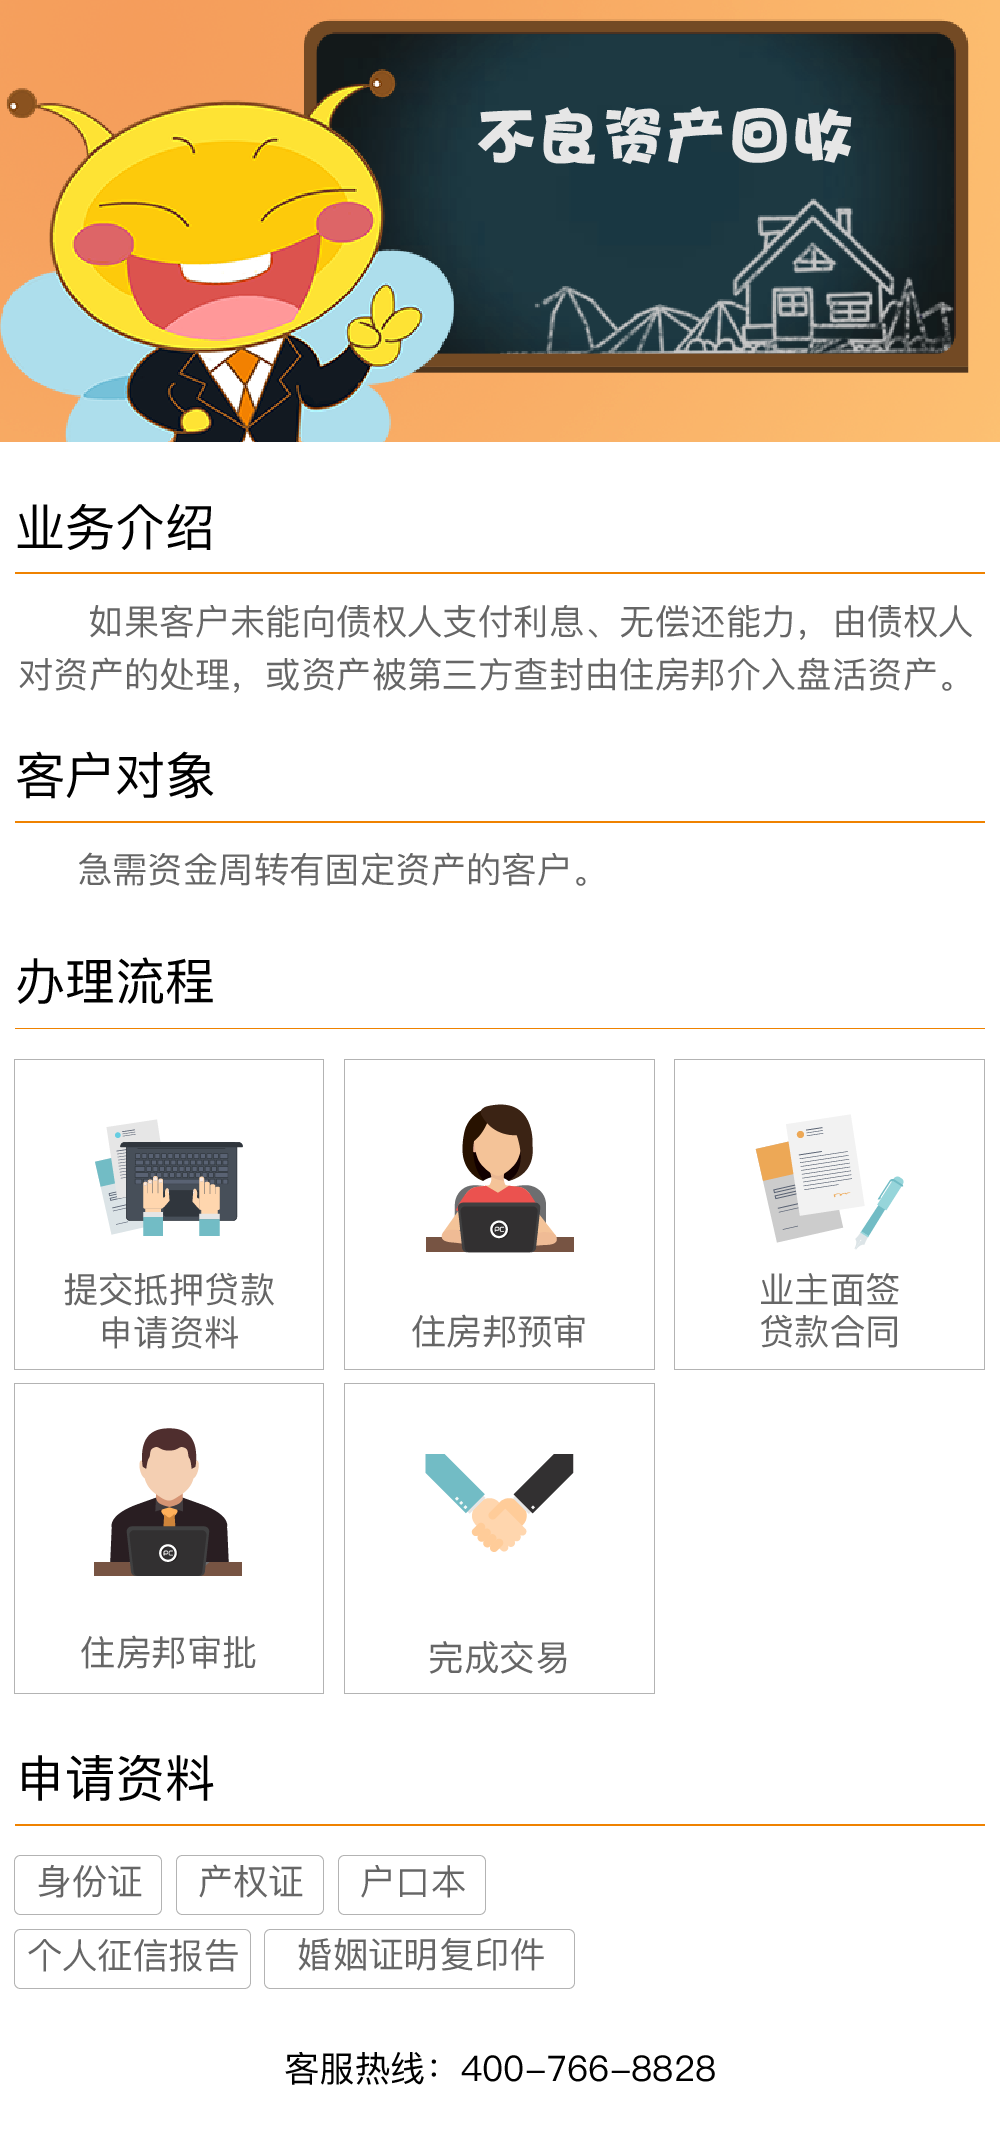 不良资产回收
业务介绍
如果客户未能向债权人支付利息、无偿还能力，由债权人
对资产的处理，或资产被第三方查封由住房邦介入盘活资产。
客户对象
急需资金周转有固定资产的客户。
办理流程
提交抵押贷款
申请资料
PC
住房邦预审
业主面签
贷款合同
PC
住房邦审批
完成交易
申请资料
身份证 产权证 户口本
个人征信报告 婚姻证明复印件
客服热线：400-766-8828